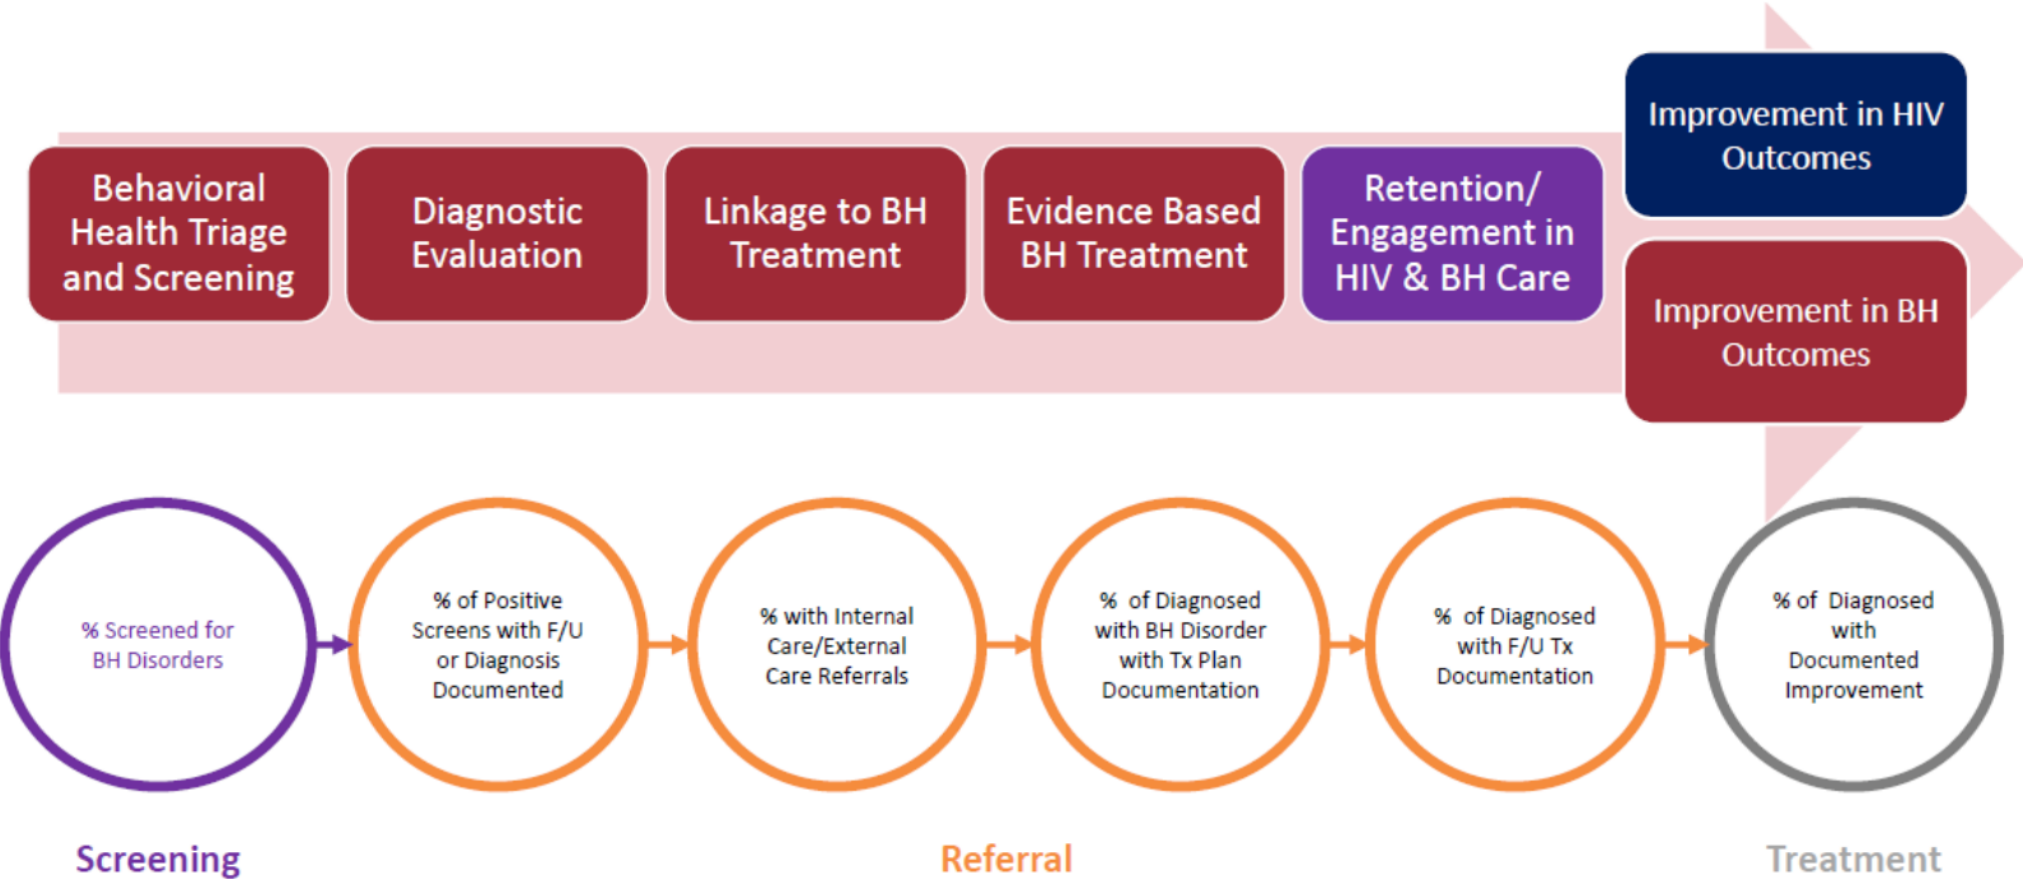 Behavioral
Health Triage
and Screening
Diagnostic
Evaluation
Linkage to BH
Treatment
Evidence Based
BH Treatment
Retention/
Engagement in
HIV & BH Care
Improvement in HIV
Outcomes
Improvement in BH
Outcomes
% Screened for
BH Disorders
% of Positive
Screens with F/U
or Diagnosis
Documented
% with Internal
Care/External
Care Referrals
% of Diagnosed
with BH Disorder
with Tx Plan
Documentation
% of Diagnosed
with F/U Tx
Documentation
% of Diagnosed
with
Documented
Improvement
Screening
Referral
Treatment